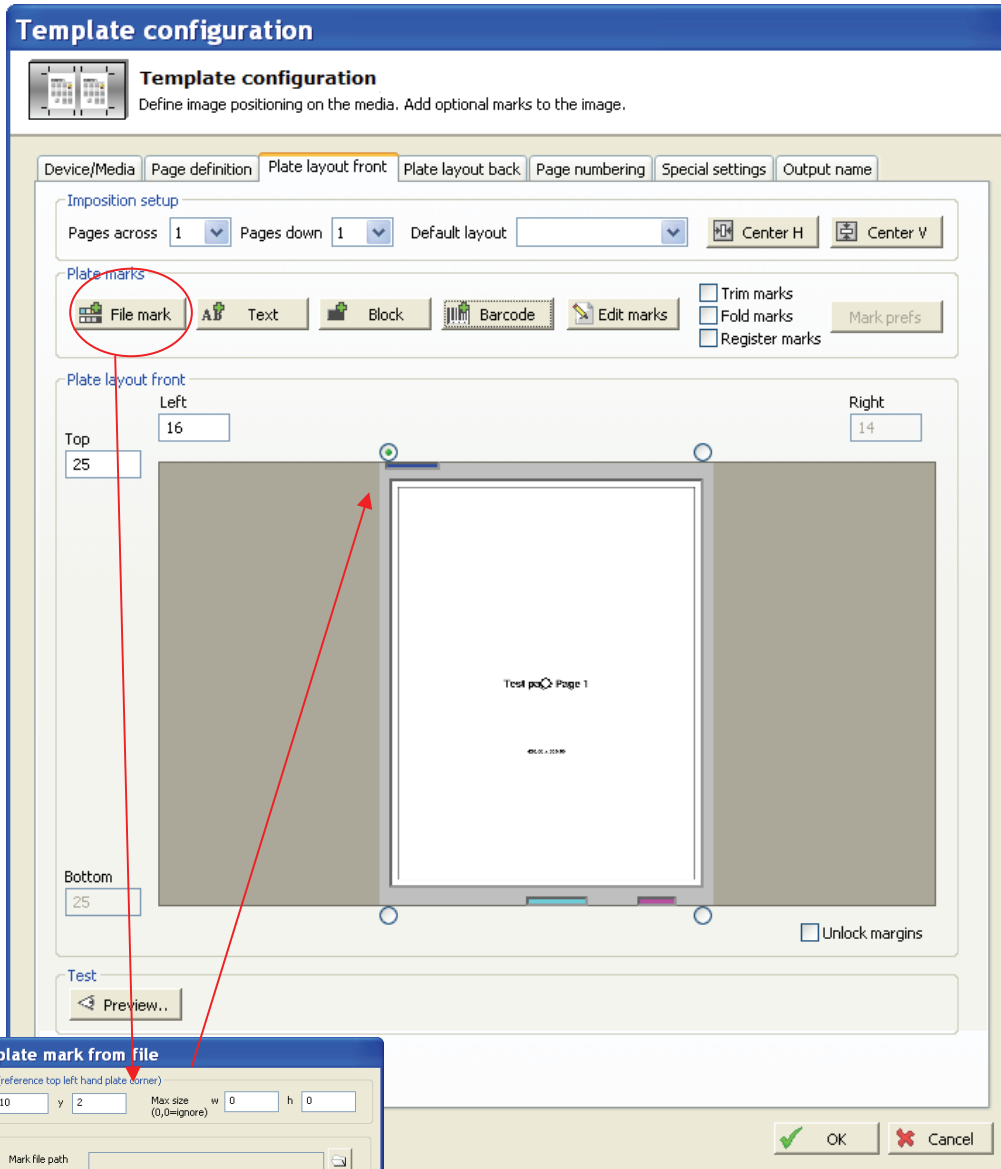 Template configuration
Template configuration
Define image positioning on the media. Add optional marks to the image.
Device/Media Page definition Plate layout front Plate layout back Page numbering Special settings Output name
Imposition setup
Pages across 1 Pages down 1 Default layout Center H Center V
Plate marks
File mark AB Text Block Barcode Edit marks
Trim marks
Fold marks
Register marks
Mark prefs
Plate layout front
Left
16
Right
14
Top
25
Test Page 1
Bottom
25
Unlock margins
Test
Preview..
plate mark from file
(reference top left hand plate corner)
10 y 2 Max size w 0 h 0
(0,0=ignore)
Mark file path
OK Cancel